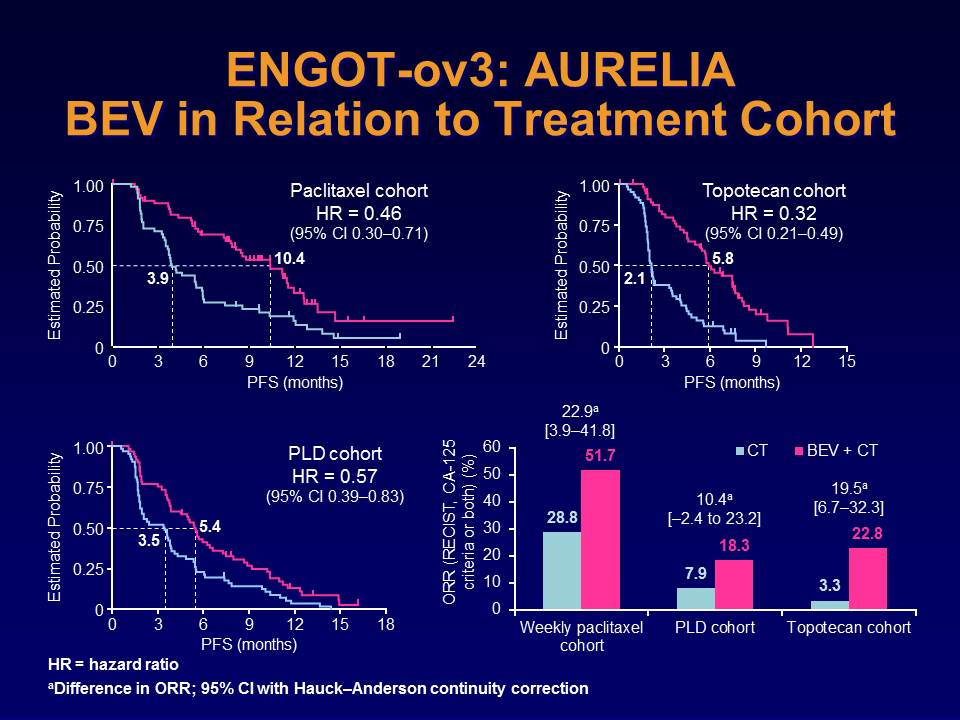 ENGOT-ov3: AURELIA
BEV in Relation to Treatment Cohort
Estimated Probability
1.00
0.75
0.50
0.25
0
Paclitaxel cohort
HR = 0.46
(95% CI 0.30–0.71)
3.9
10.4
0 3 6 9 12 15 18 21 24
PFS (months)
Estimated Probability
1.00
0.75
0.50
0.25
0
Topotecan cohort
HR = 0.32
(95% CI 0.21–0.49)
2.1
5.8
0 3 6 9 12 15
PFS (months)
Estimated Probability
1.00
0.75
0.50
0.25
0
PLD cohort
HR = 0.57
(95% CI 0.39–0.83)
3.5
5.4
0 3 6 9 12 15 18
PFS (months)
ORR (RECIST, CA-125
criteria or both) (%)
60
50
40
30
20
10
0
CT BEV + CT
22.9ᵃ
[3.9–41.8]
28.8
51.7
10.4ᵃ
[–2.4 to 23.2]
7.9
18.3
19.5ᵃ
[6.7–32.3]
3.3
22.8
Weekly paclitaxel
cohort
PLD cohort
Topotecan cohort
HR = hazard ratio
ᵃDifference in ORR; 95% CI with Hauck–Anderson continuity correction